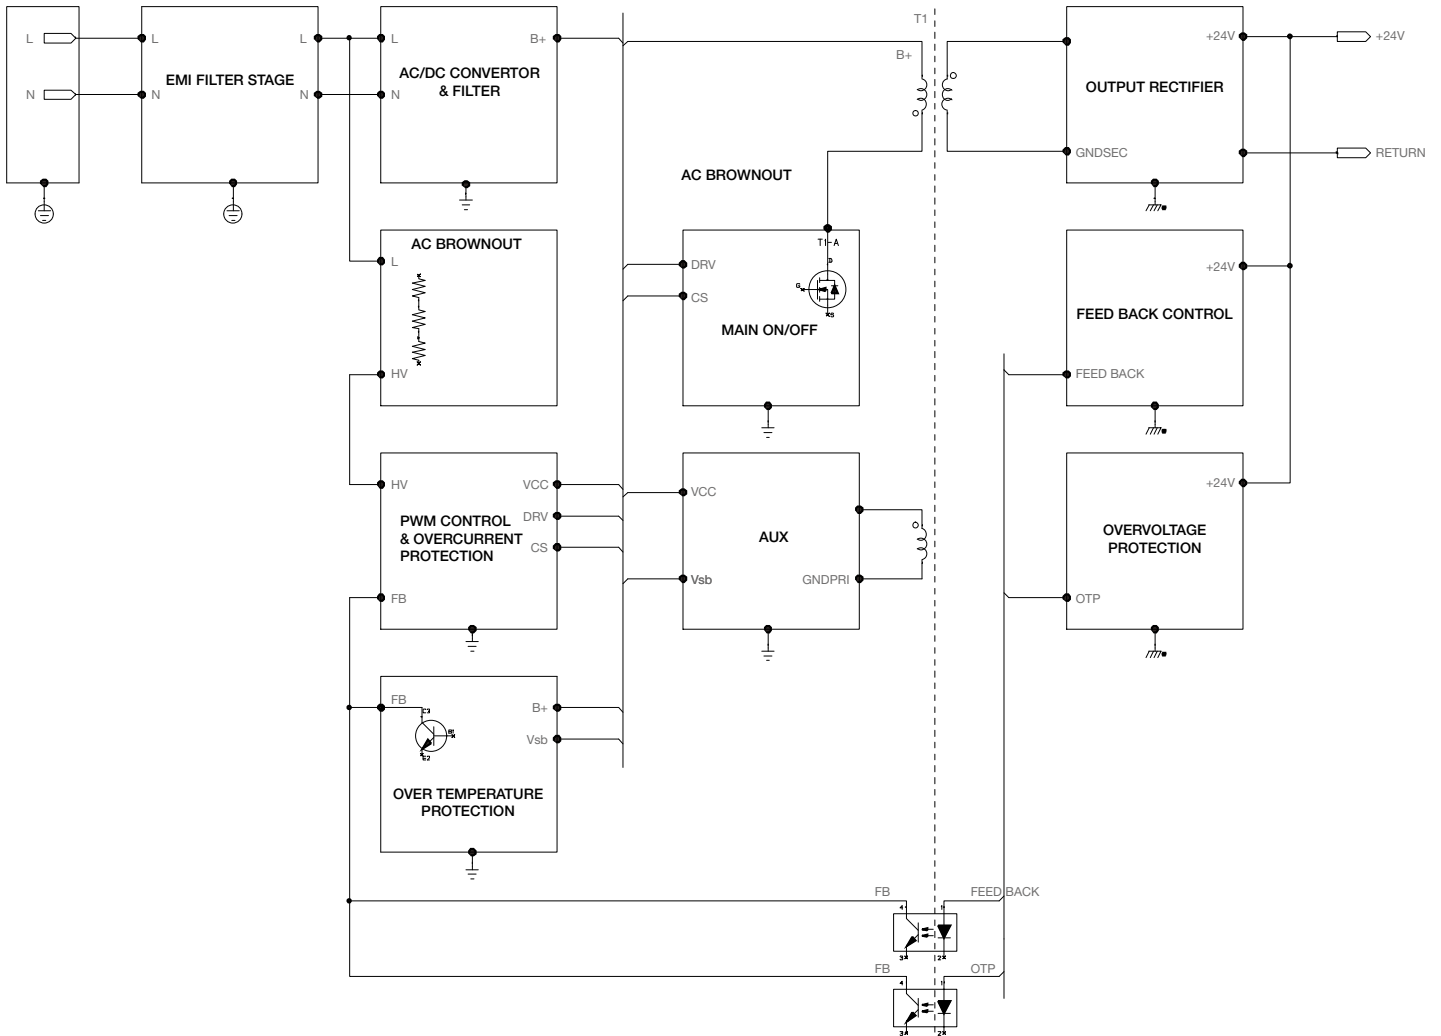 L
N
L
N
EMI FILTER STAGE
L
N
L
N
AC/DC CONVERTOR
& FILTER
B+
T1
B+
+24V
GNDSEC
OUTPUT RECTIFIER
+24V
RETURN
AC BROWNOUT
L
HV
AC BROWNOUT
T1-A
D
G
S
DRV
CS
MAIN ON/OFF
+24V
FEED BACK CONTROL
FEED BACK
HV
VCC
DRV
CS
PWM CONTROL
& OVERCURRENT
PROTECTION
FB
VCC
AUX
Vsb
GNDPRI
+24V
OVERVOLTAGE
PROTECTION
OTP
FB
C3
E2
B+
Vsb
OVER TEMPERATURE
PROTECTION
FB
FEED BACK
4
1
3
2
FB
OTP
4
1
3
2